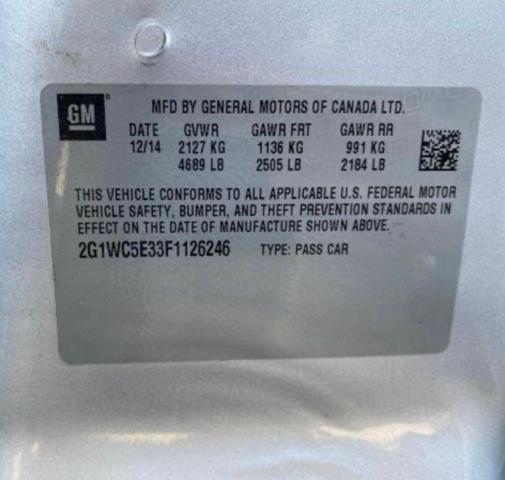 GM ®
MFD BY GENERAL MOTORS OF CANADA LTD.
DATE GVWR GAWR FRT GAWR RR
12/14 2127 KG 1136 KG 991 KG
4689 LB 2505 LB 2184 LB
THIS VEHICLE CONFORMS TO ALL APPLICABLE U.S. FEDERAL MOTOR
VEHICLE SAFETY, BUMPER, AND THEFT PREVENTION STANDARDS IN
EFFECT ON THE DATE OF MANUFACTURE SHOWN ABOVE.
2G1WC5E33F1126246 TYPE: PASS CAR